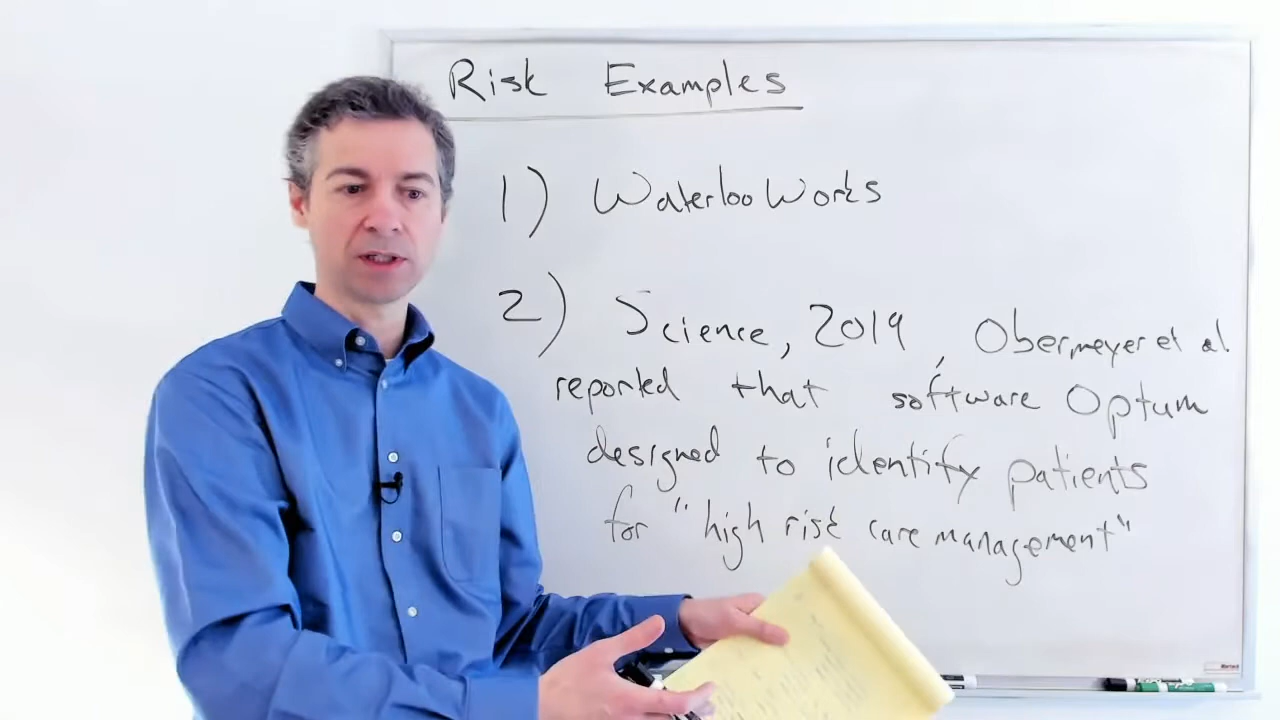 Risk Examples
1) WaterlooWorks
2) Science, 2019, Obermeyer et al
reported that software Optum
designed to identify patients
for "high risk care management"